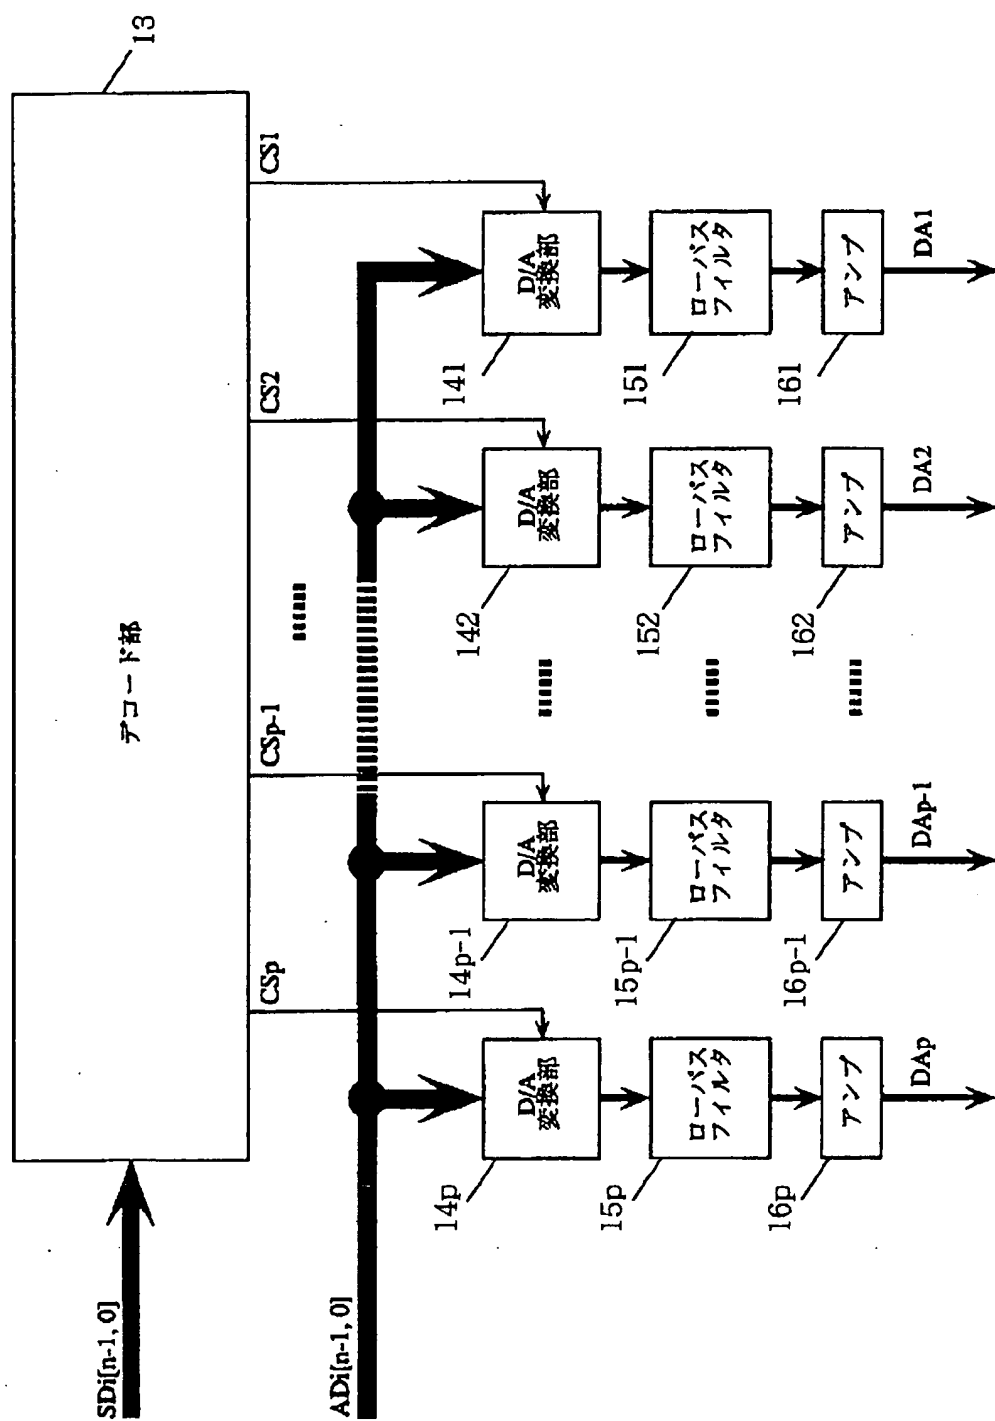 SDi[n-1, 0]
デコード部
13
ADi[n-1, 0]
CSp
CSp-1
CS2
CS1
D/A
変換部
14p
D/A
変換部
14p-1
D/A
変換部
142
D/A
変換部
141
ローパス
フィルタ
15p
ローパス
フィルタ
15p-1
ローパス
フィルタ
152
ローパス
フィルタ
151
アンプ
16p
アンプ
16p-1
アンプ
162
アンプ
161
DAp
DAp-1
DA2
DA1